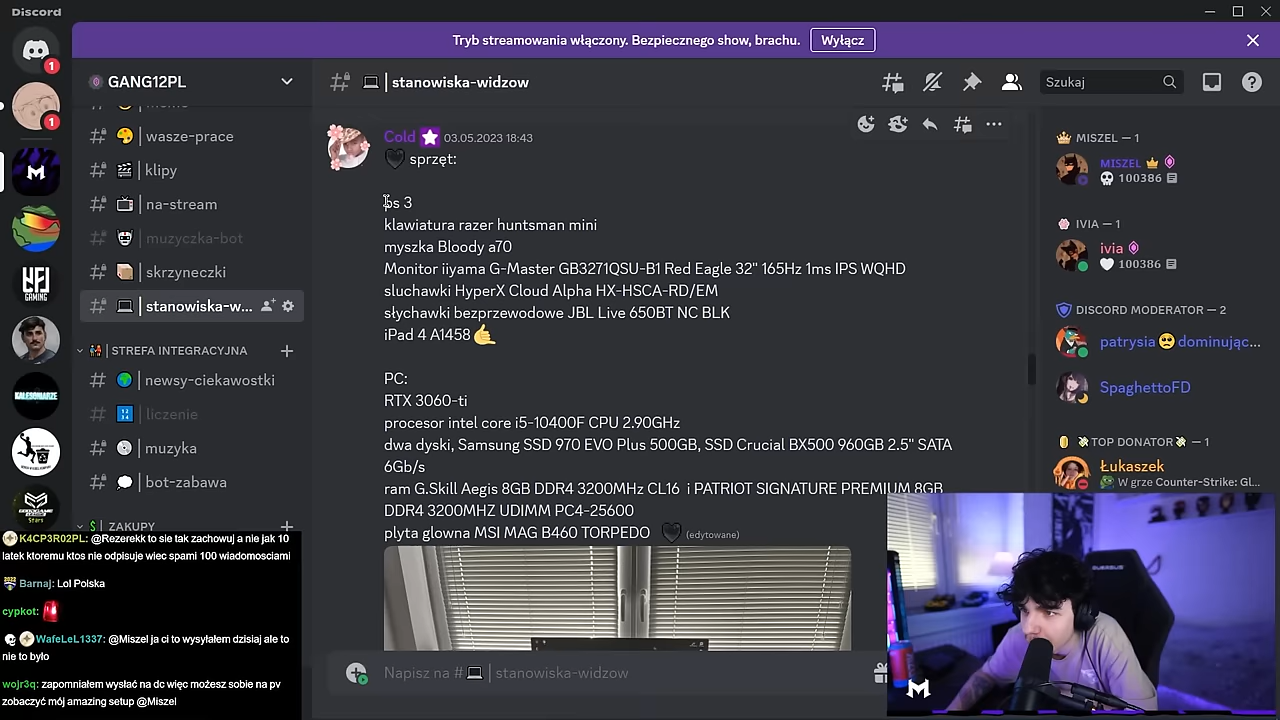 Discord
Tryb streamowania włączony. Bezpiecznego show, brachu.
Wyłącz
1
1
GANG12PL
wasze-prace
klipy
na-stream
muzyczka-bot
skrzyneczki
stanowiska-w...
STREFA INTEGRACYJNA
newsy-ciekawostki
liczenie
muzyka
bot-zabawa
ZAKUPY
stanowiska-widzow
Szukaj
Cold 03.05.2023 18:43
🖤 sprzęt:
ps 3
klawiatura razer huntsman mini
myszka Bloody a70
Monitor iiyama G-Master GB3271QSU-B1 Red Eagle 32" 165Hz 1ms IPS WQHD
sluchawki HyperX Cloud Alpha HX-HSCA-RD/EM
słychawki bezprzewodowe JBL Live 650BT NC BLK
iPad 4 A1458🤙
PC:
RTX 3060-ti
procesor intel core i5-10400F CPU 2.90GHz
dwa dyski, Samsung SSD 970 EVO Plus 500GB, SSD Crucial BX500 960GB 2.5" SATA
6Gb/s
ram G.Skill Aegis 8GB DDR4 3200MHz CL16 i PATRIOT SIGNATURE PREMIUM 8GB
DDR4 3200MHZ UDIMM PC4-25600
plyta glowna MSI MAG B460 TORPEDO 🖤 (edytowane)
Napisz na # 💻 | stanowiska-widzow
MISZEL — 1
MISZEL
100386
IVIA — 1
ivia
100386
DISCORD MODERATOR — 2
patrysia 🥺 dominując...
SpaghettoFD
TOP DONATOR — 1
Łukaszek
W grze Counter-Strike: Gl...
K4CP3R02PL: @Rezerekk to sie tak zachowuj a nie jak 10
latek ktoremu ktos nie odpisuje wiec spami 100 wiadomosciami
Barnaj: Lol Polska
cypkot: 🚨
WafeLeL1337: @Miszel ja ci to wysyłałem dzisiaj ale to
nie to było
wojr3q: zapomniałem wysłać na dc więc możesz sobie na pv
zobaczyć mój amazing setup @Miszel